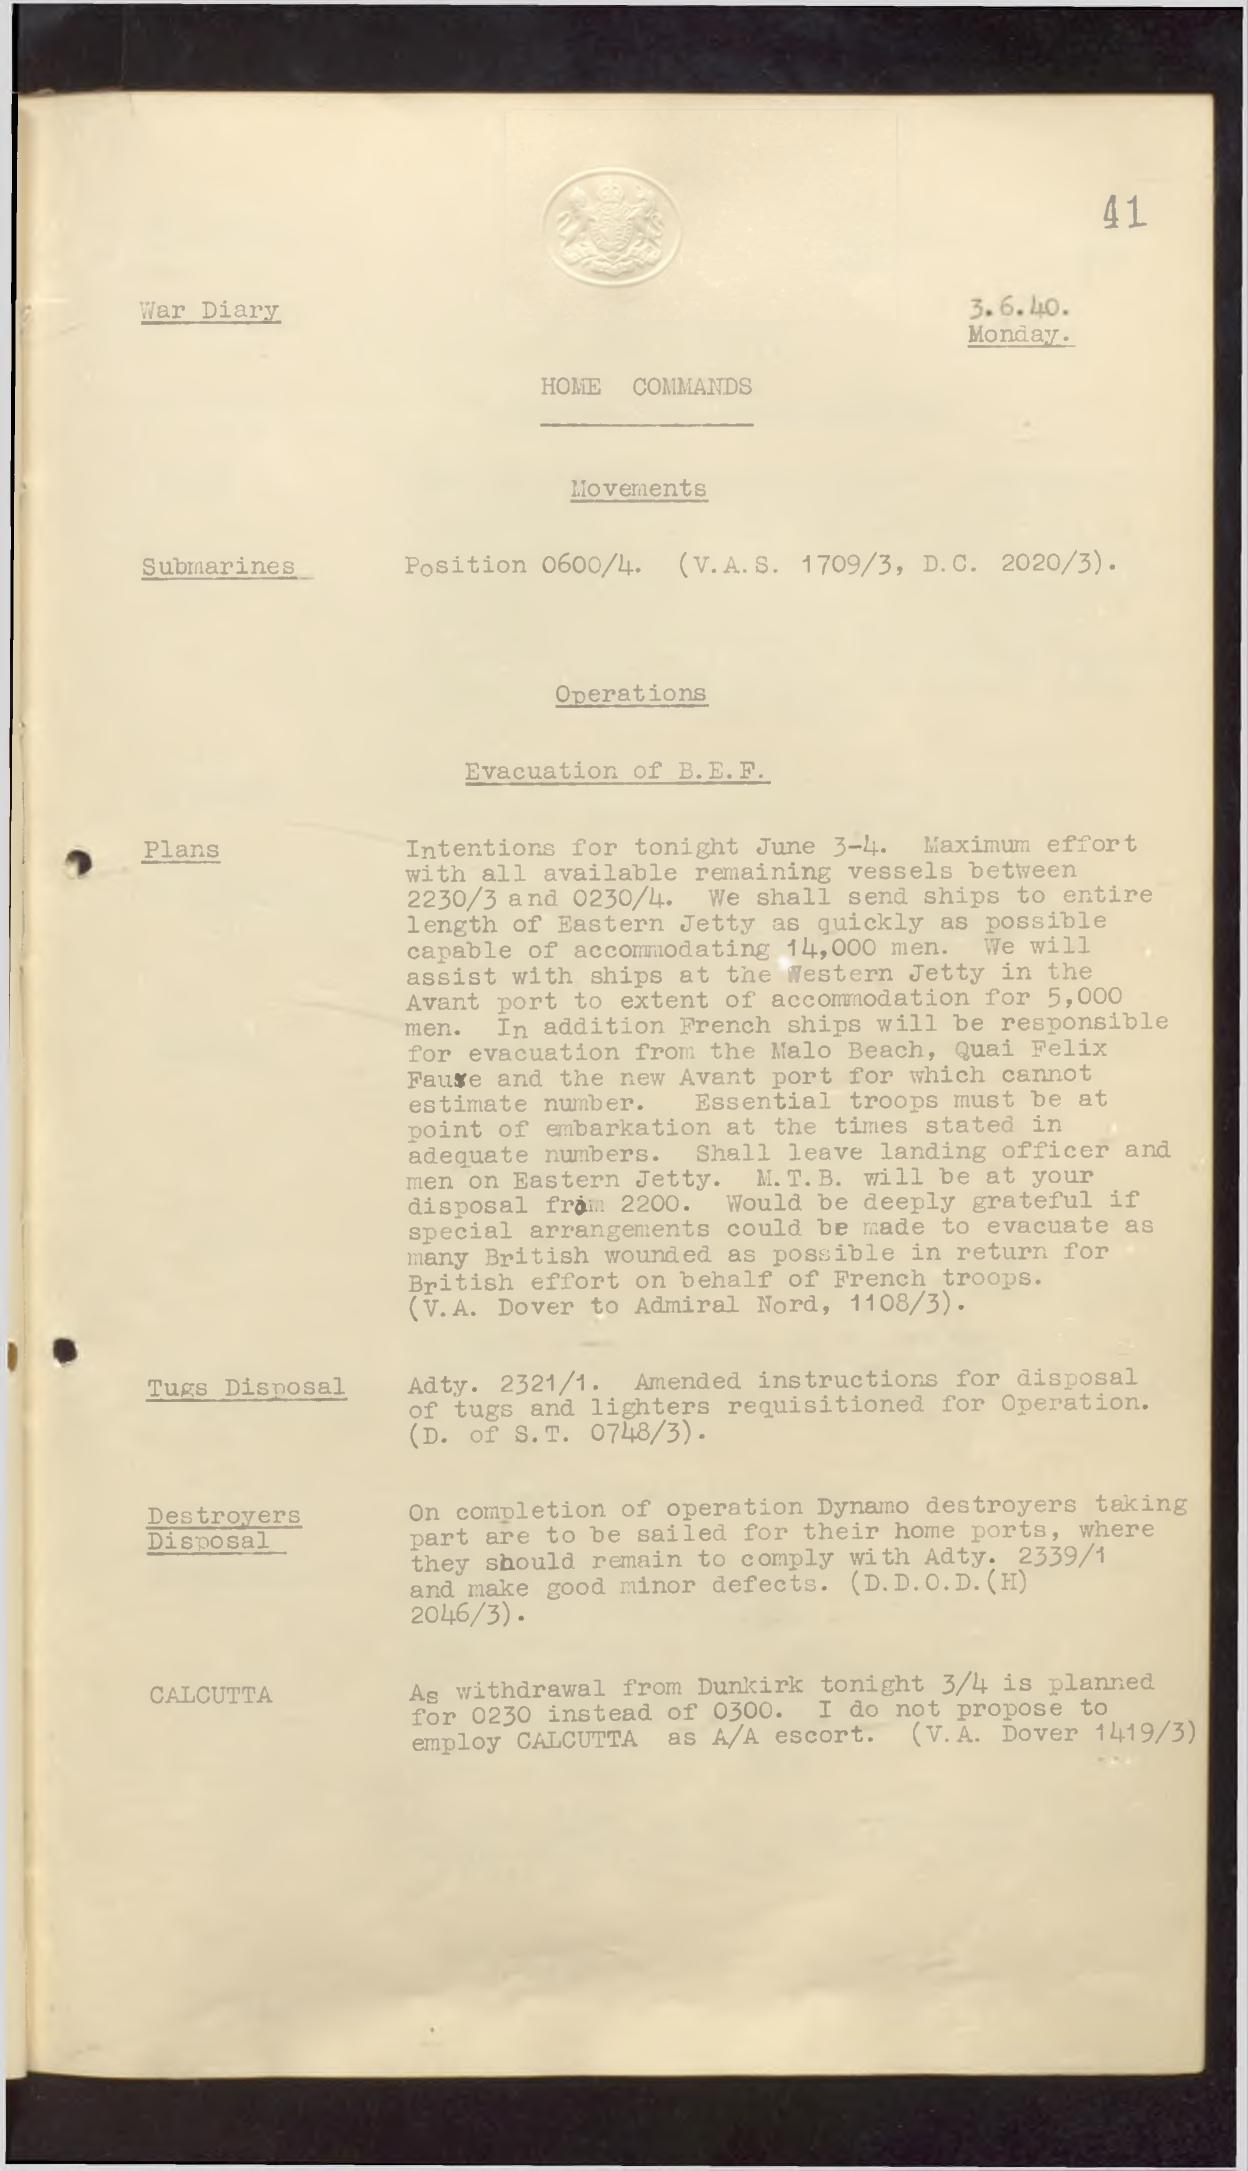 41
War Diary
3.6.40.
Monday.
HOME COMMANDS
Movements
Submarines Position 0600/4. (V.A.S. 1709/3, D.C. 2020/3).
Operations
Evacuation of B.E.F.
Plans Intentions for tonight June 3-4. Maximum effort
with all available remaining vessels between
2230/3 and 0230/4. We shall send ships to entire
length of Eastern Jetty as quickly as possible
capable of accommodating 14,000 men. We will
assist with ships at the Western Jetty in the
Avant port to extent of accommodation for 5,000
men. In addition French ships will be responsible
for evacuation from the Malo Beach, Quai Felix
Faure and the new Avant port for which cannot
estimate number. Essential troops must be at
point of embarkation at the times stated in
adequate numbers. Shall leave landing officer and
men on Eastern Jetty. M.T.B. will be at your
disposal from 2200. Would be deeply grateful if
special arrangements could be made to evacuate as
many British wounded as possible in return for
British effort on behalf of French troops.
(V.A. Dover to Admiral Nord, 1108/3).
Tugs Disposal Adty. 2321/1. Amended instructions for disposal
of tugs and lighters requisitioned for Operation.
(D. of S.T. 0748/3).
Destroyers On completion of operation Dynamo destroyers taking
Disposal part are to be sailed for their home ports, where
they should remain to comply with Adty. 2339/1
and make good minor defects. (D.D.O.D.(H)
2046/3).
CALCUTTA As withdrawal from Dunkirk tonight 3/4 is planned
for 0230 instead of 0300. I do not propose to
employ CALCUTTA as A/A escort. (V.A. Dover 1419/3)